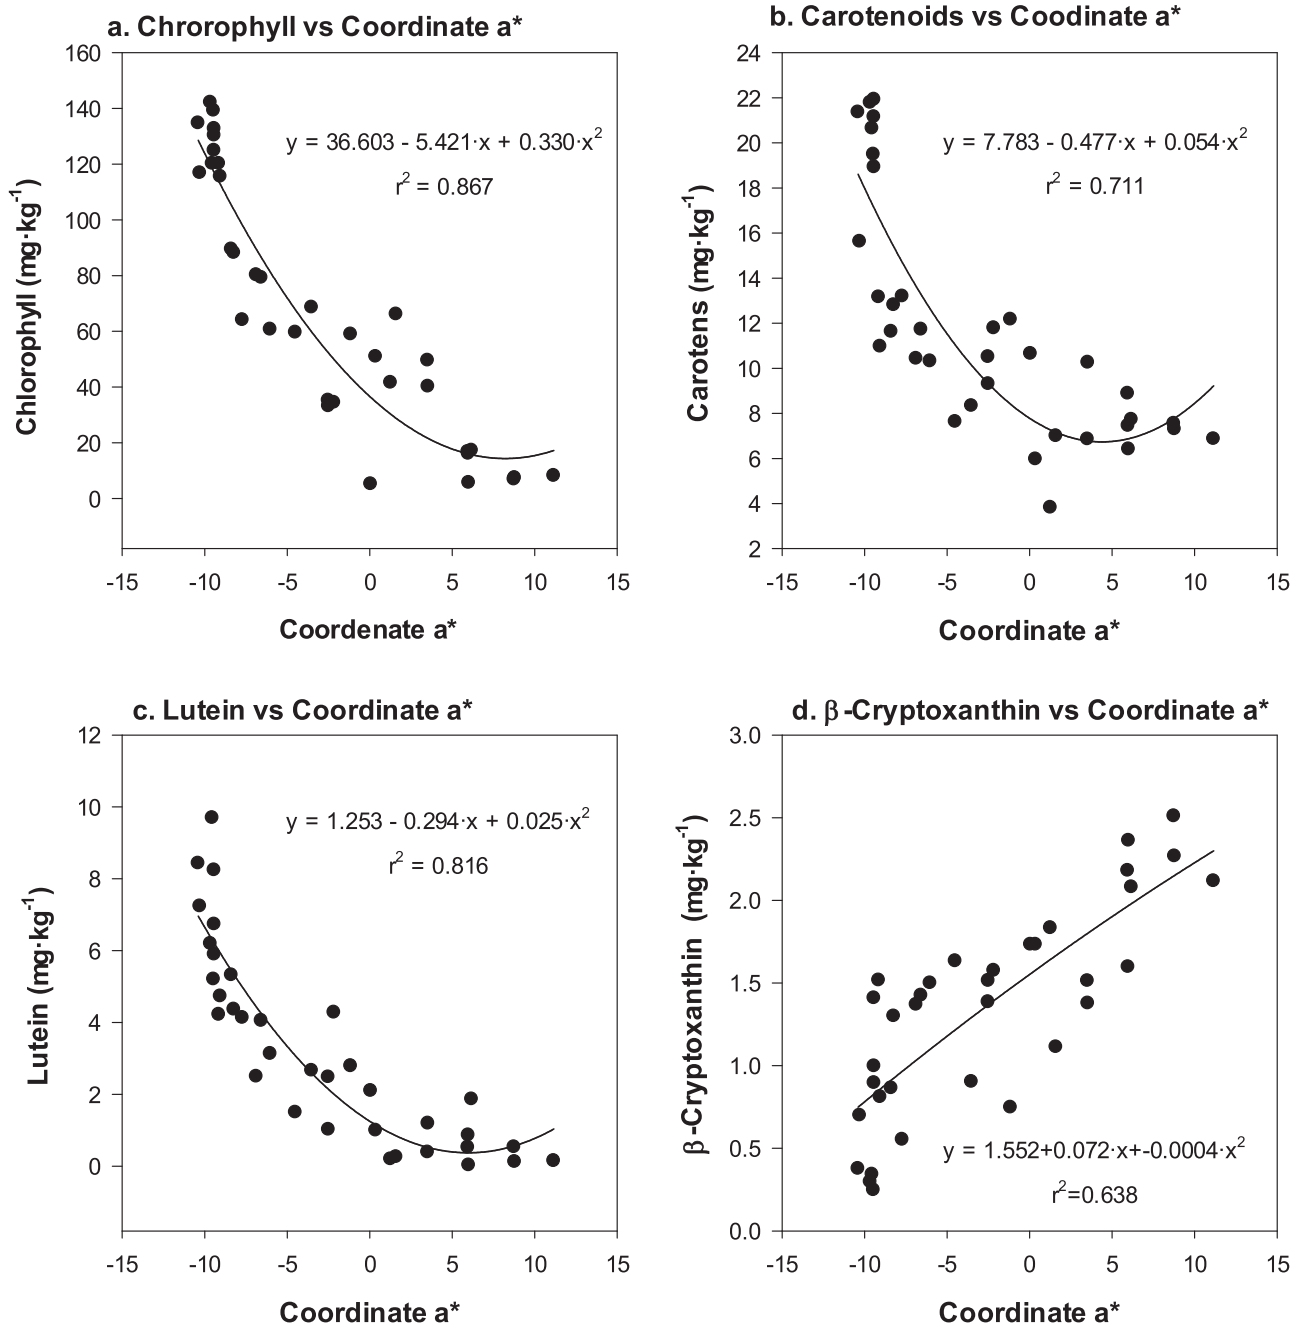 a. Chrorophyll vs Coordinate a*
160
140
120
100
80
60
40
20
0
Chlorophyll (mg·kg-1)
y = 36.603 - 5.421·x + 0.330·x2
r2 = 0.867
-15 -10 -5 0 5 10 15
Coordenate a*
b. Carotenoids vs Coodinate a*
24
22
20
18
16
14
12
10
8
6
4
2
Carotens (mg·kg-1)
y = 7.783 - 0.477·x + 0.054·x2
r2 = 0.711
-15 -10 -5 0 5 10 15
Coordinate a*
c. Lutein vs Coordinate a*
12
10
8
6
4
2
0
Lutein (mg·kg-1)
y = 1.253 - 0.294·x + 0.025·x2
r2 = 0.816
-15 -10 -5 0 5 10 15
Coordinate a*
d. β-Cryptoxanthin vs Coordinate a*
3.0
2.5
2.0
1.5
1.0
0.5
0.0
β-Cryptoxanthin (mg·kg-1)
y = 1.552+0.072·x+-0.0004·x2
r2=0.638
-15 -10 -5 0 5 10 15
Coordinate a*